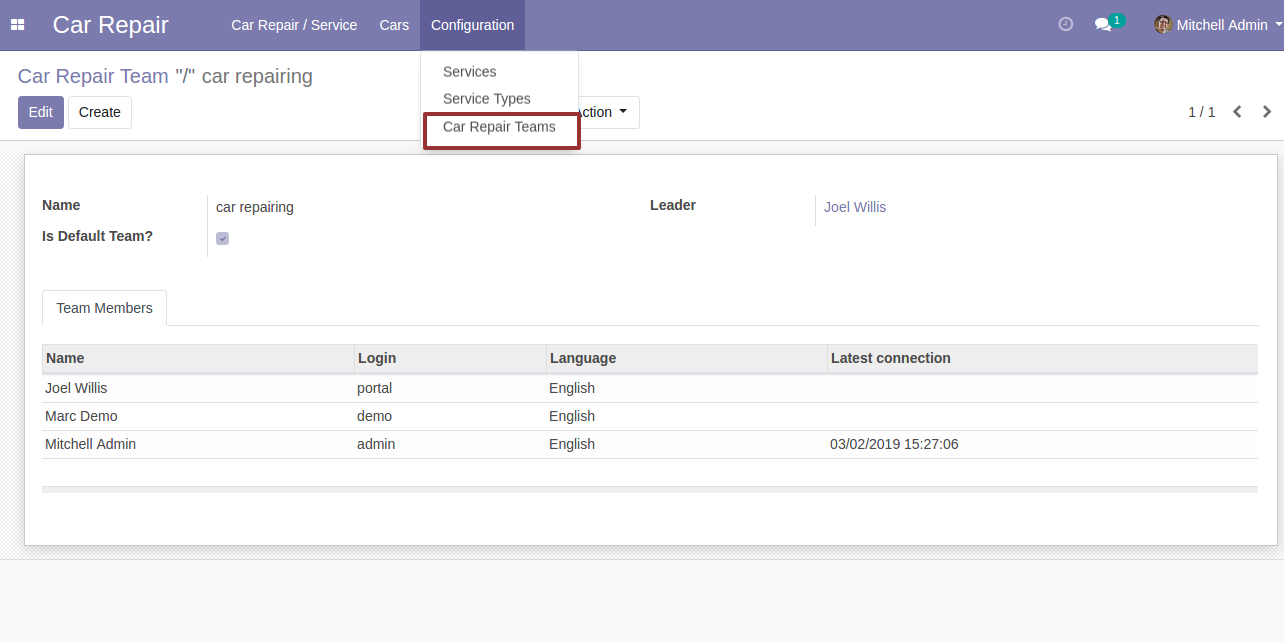 Car Repair Car Repair / Service Cars Configuration 1 Mitchell Admin
Car Repair Team "/" car repairing
Services
Service Types
Car Repair Teams
Edit Create Action 1 / 1
Name car repairing Leader Joel Willis
Is Default Team?
Team Members
Name Login Language Latest connection
Joel Willis portal English
Marc Demo demo English
Mitchell Admin admin English 03/02/2019 15:27:06